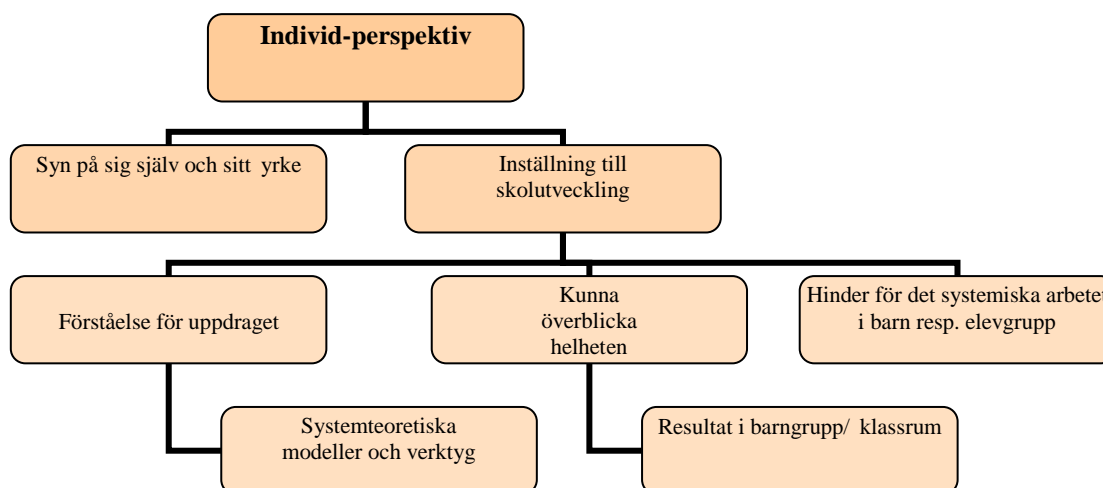 Individ-perspektiv
Syn på sig själv och sitt yrke
Inställning till
skolutveckling
Förståelse för uppdraget
Kunna
överblicka
helheten
Hinder för det systemiska arbetet
i barn resp. elevgrupp
Systemteoretiska
modeller och verktyg
Resultat i barngrupp/ klassrum